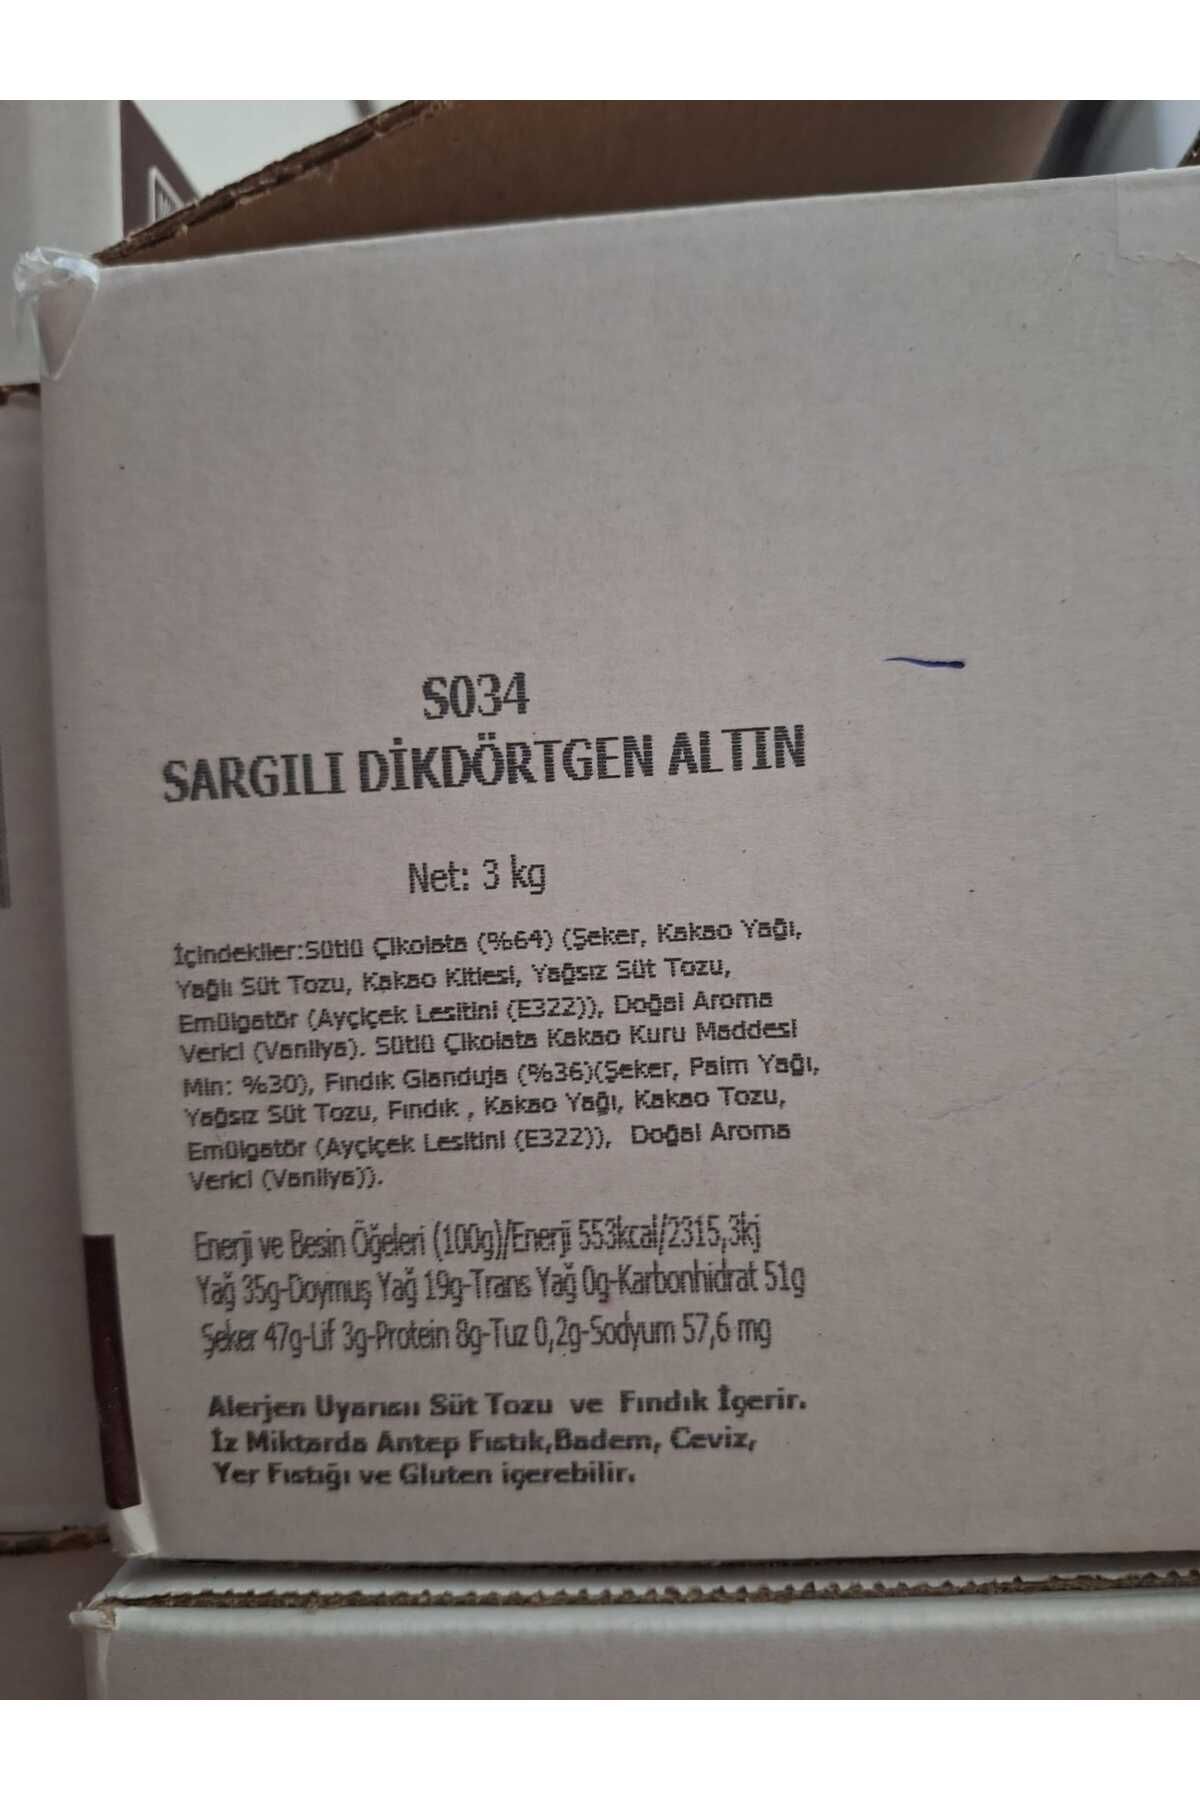 S034
SARGILI DİKDÖRTGEN ALTIN
Net: 3 kg
İçindekiler:Sütlü Çikolata (%64) (Şeker, Kakao Yağı,
Yağlı Süt Tozu, Kakao Kitlesi, Yağsız Süt Tozu,
Emülgatör (Ayçiçek Lesitini (E322)), Doğal Aroma
Verici (Vanilya). Sütlü Çikolata Kakao Kuru Maddesi
Min: %30), Fındık Gianduja (%36)(Şeker, Palm Yağı,
Yağsız Süt Tozu, Fındık , Kakao Yağı, Kakao Tozu,
Emülgatör (Ayçiçek Lesitini (E322)), Doğal Aroma
Verici (Vanilya)).
Enerji ve Besin Öğeleri (100g)/Enerji 553kcal/2315,3kj
Yağ 35g-Doymuş Yağ 19g-Trans Yağ 0g-Karbonhidrat 51g
Şeker 47g-Lif 3g-Protein 8g-Tuz 0,2g-Sodyum 57,6 mg
Alerjen Uyarısıı Süt Tozu ve Fındık İçerir.
İz Miktarda Antep Fıstık,Badem, Ceviz,
Yer Fıstığı ve Gluten içerebilir.